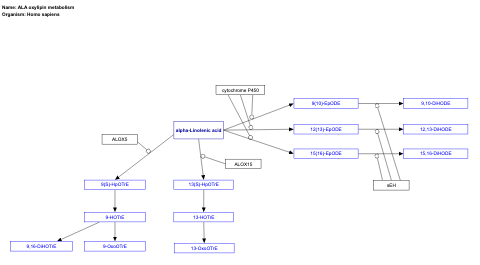 Name: ALA oxylipin metabolism
Organism: Homo sapiens
cytochrome P450
9(10)-EpODE
9,10-DiHODE
alpha-Linolenic acid
12(13)-EpODE
12,13-DiHODE
ALOX5
15(16)-EpODE
15,16-DiHODE
ALOX15
9(S)-HpOTrE
13(S)-HpOTrE
sEH
9-HOTrE
13-HOTrE
9,16-DiHOTrE
9-OxoOTrE
13-OxoOTrE